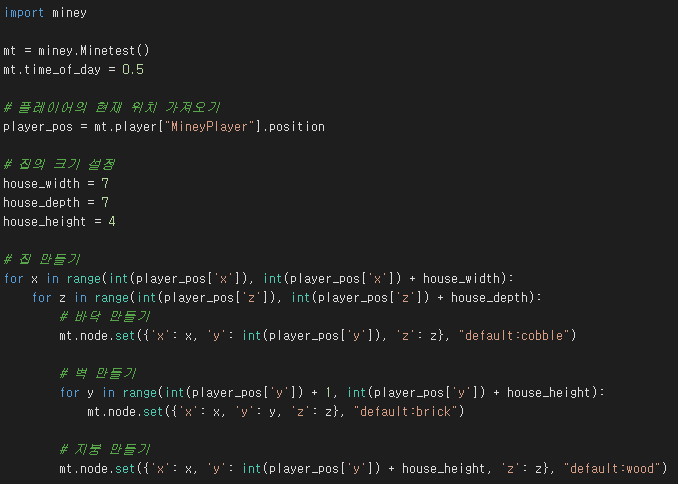 import miney

mt = miney.Minetest()
mt.time_of_day = 0.5

# 플레이어의 현재 위치 가져오기
player_pos = mt.player["MineyPlayer"].position

# 집의 크기 설정
house_width = 7
house_depth = 7
house_height = 4

# 집 만들기
for x in range(int(player_pos['x']), int(player_pos['x']) + house_width):
    for z in range(int(player_pos['z']), int(player_pos['z']) + house_depth):
        # 바닥 만들기
        mt.node.set({'x': x, 'y': int(player_pos['y']), 'z': z}, "default:cobble")

        # 벽 만들기
        for y in range(int(player_pos['y']) + 1, int(player_pos['y']) + house_height):
            mt.node.set({'x': x, 'y': y, 'z': z}, "default:brick")

        # 지붕 만들기
        mt.node.set({'x': x, 'y': int(player_pos['y']) + house_height, 'z': z}, "default:wood")